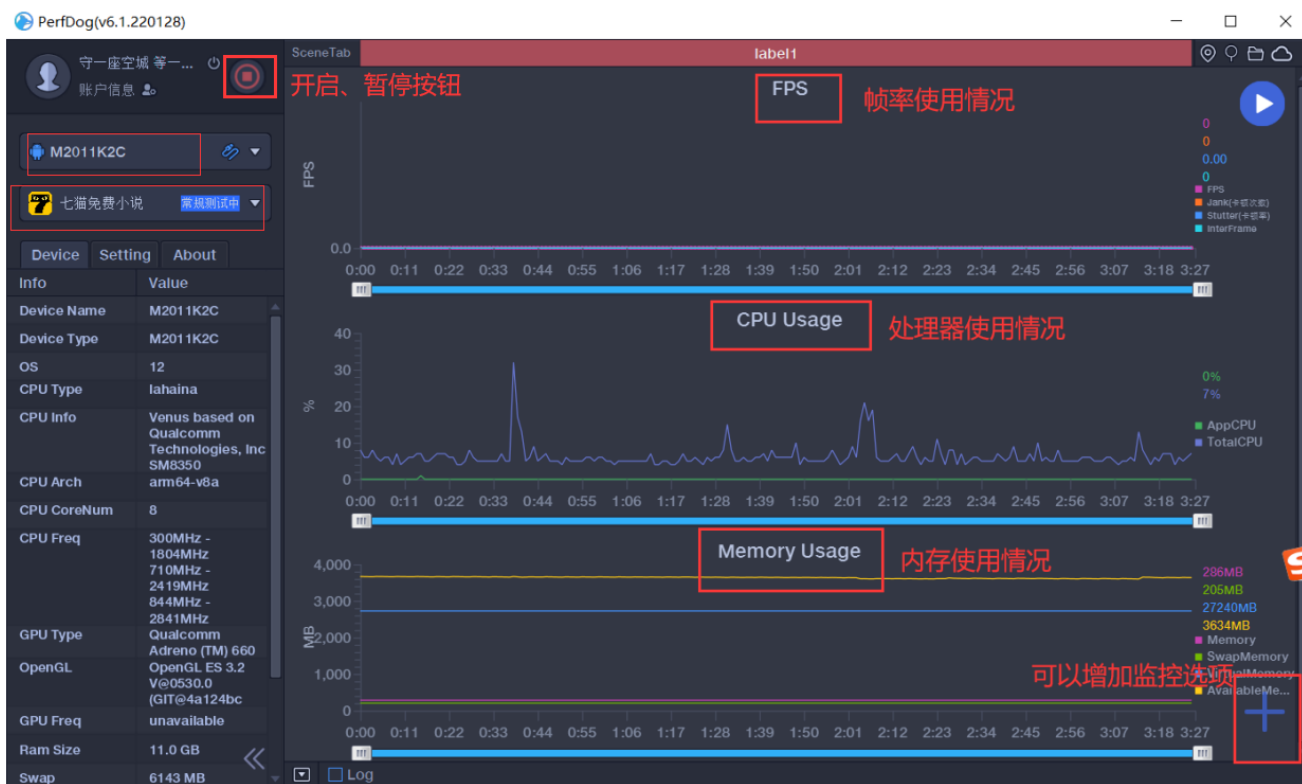 PerfDog(v6.1.220128)
守一座空城 等一...
账户信息
开启、暂停按钮
M2011K2C
七猫免费小说 常规测试中
Device Setting About
Info Value
Device Name M2011K2C
Device Type M2011K2C
OS 12
CPU Type lahaina
CPU Info Venus based on
Qualcomm
Technologies, Inc
SM8350
CPU Arch arm64-v8a
CPU CoreNum 8
CPU Freq 300MHz -
1804MHz
710MHz -
2419MHz
844MHz -
2841MHz
GPU Type Qualcomm
Adreno (TM) 660
OpenGL OpenGL ES 3.2
V@0530.0
(GIT@4a124bc
GPU Freq unavailable
Ram Size 11.0 GB
Swap 6143 MB
SceneTab label1
FPS 帧率使用情况
FPS
0
0
0.00
0
FPS
Jank(卡顿次数)
Stutter(卡顿率)
InterFrame
0.0
0:00 0:11 0:22 0:33 0:44 0:55 1:06 1:17 1:28 1:39 1:50 2:01 2:12 2:23 2:34 2:45 2:56 3:07 3:18 3:27
CPU Usage 处理器使用情况
40
30
20
10
0
%
0%
7%
AppCPU
TotalCPU
0:00 0:11 0:22 0:33 0:44 0:55 1:06 1:17 1:28 1:39 1:50 2:01 2:12 2:23 2:34 2:45 2:56 3:07 3:18 3:27
Memory Usage 内存使用情况
4,000
3,000
2,000
1,000
0
MB
286MB
205MB
27240MB
3634MB
Memory
SwapMemory
VirtualMemory
AvailableMe...
可以增加监控选项
0:00 0:11 0:22 0:33 0:44 0:55 1:06 1:17 1:28 1:39 1:50 2:01 2:12 2:23 2:34 2:45 2:56 3:07 3:18 3:27
Log